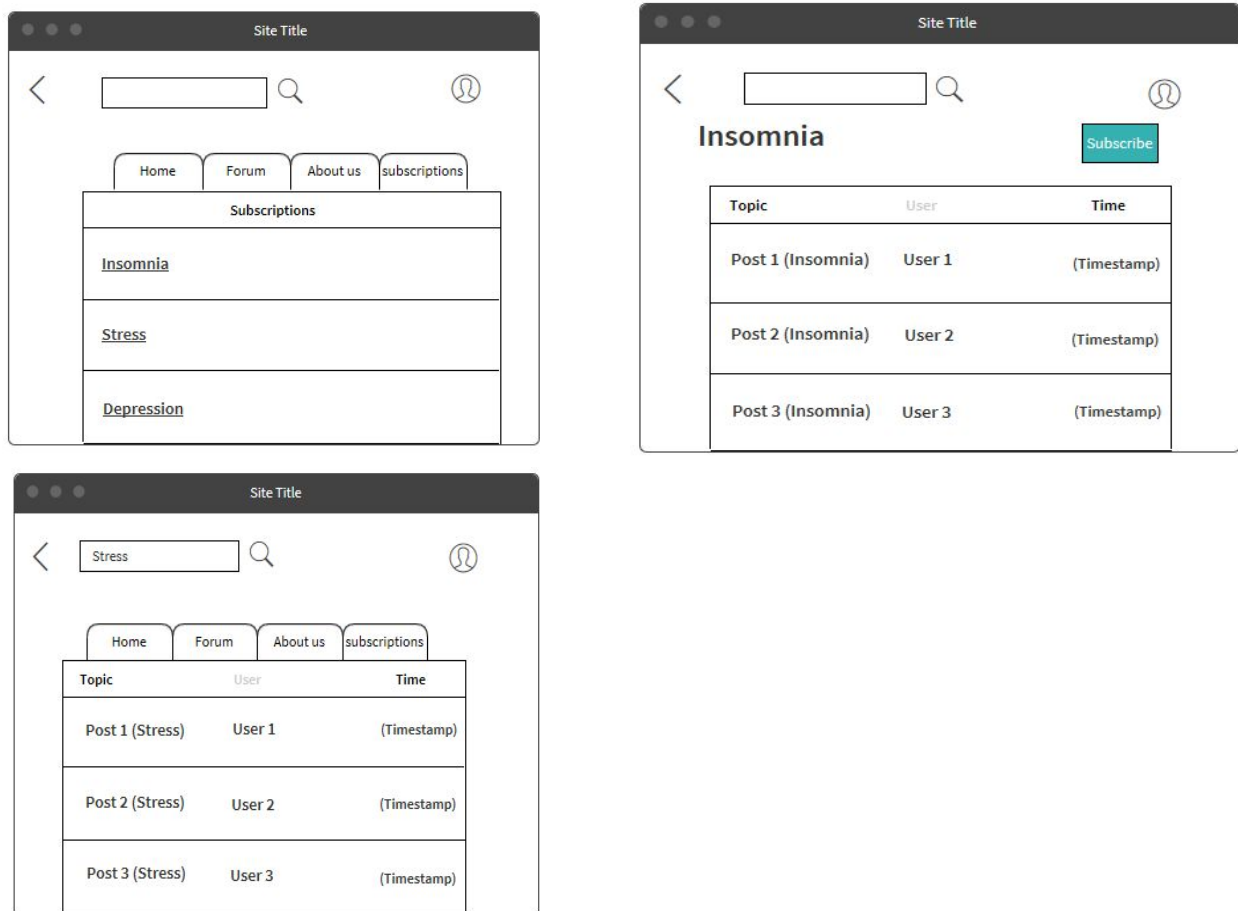 Site Title
Home Forum About us subscriptions
Subscriptions
Insomnia
Stress
Depression
Site Title
Insomnia
Subscribe
Topic User Time
Post 1 (Insomnia) User 1 (Timestamp)
Post 2 (Insomnia) User 2 (Timestamp)
Post 3 (Insomnia) User 3 (Timestamp)
Site Title
Stress
Home Forum About us subscriptions
Topic User Time
Post 1 (Stress) User 1 (Timestamp)
Post 2 (Stress) User 2 (Timestamp)
Post 3 (Stress) User 3 (Timestamp)